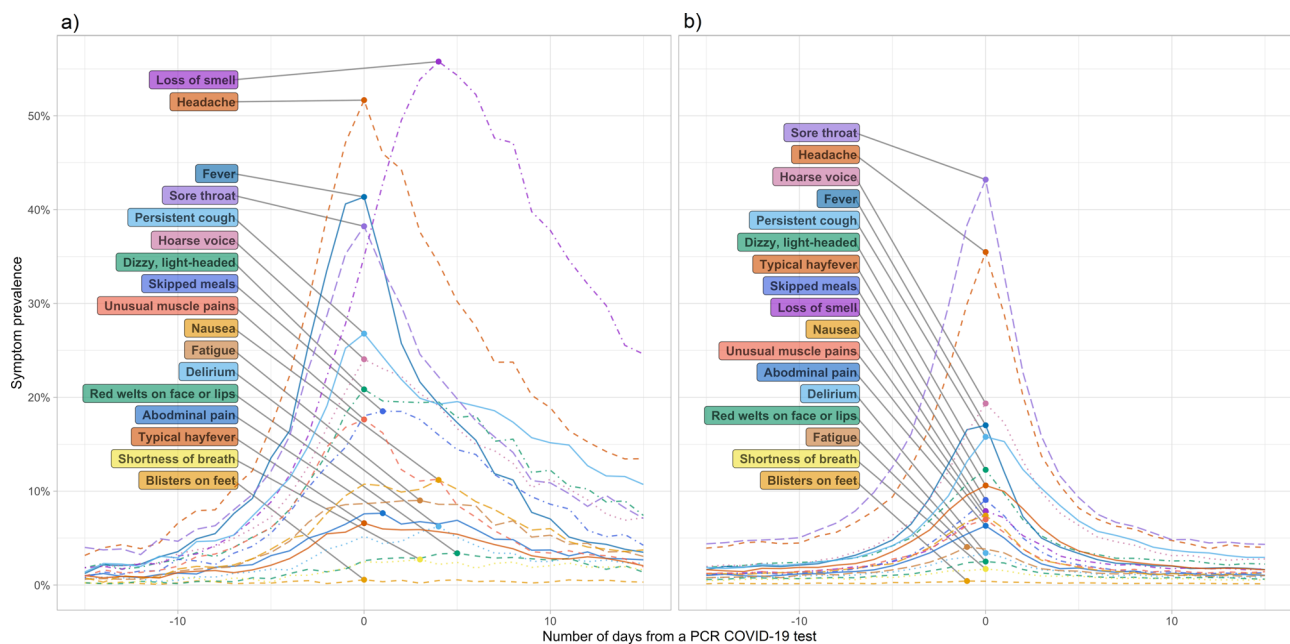 a)
b)
Symptom prevalence
50%
40%
30%
20%
10%
0%
Loss of smell
Headache
Fever
Sore throat
Persistent cough
Hoarse voice
Dizzy, light-headed
Skipped meals
Unusual muscle pains
Nausea
Fatigue
Delirium
Red welts on face or lips
Abodminal pain
Typical hayfever
Shortness of breath
Blisters on feet
-10
0
10
Sore throat
Headache
Hoarse voice
Fever
Persistent cough
Dizzy, light-headed
Typical hayfever
Skipped meals
Loss of smell
Nausea
Unusual muscle pains
Abodminal pain
Delirium
Red welts on face or lips
Fatigue
Shortness of breath
Blisters on feet
-10
0
10
Number of days from a PCR COVID-19 test